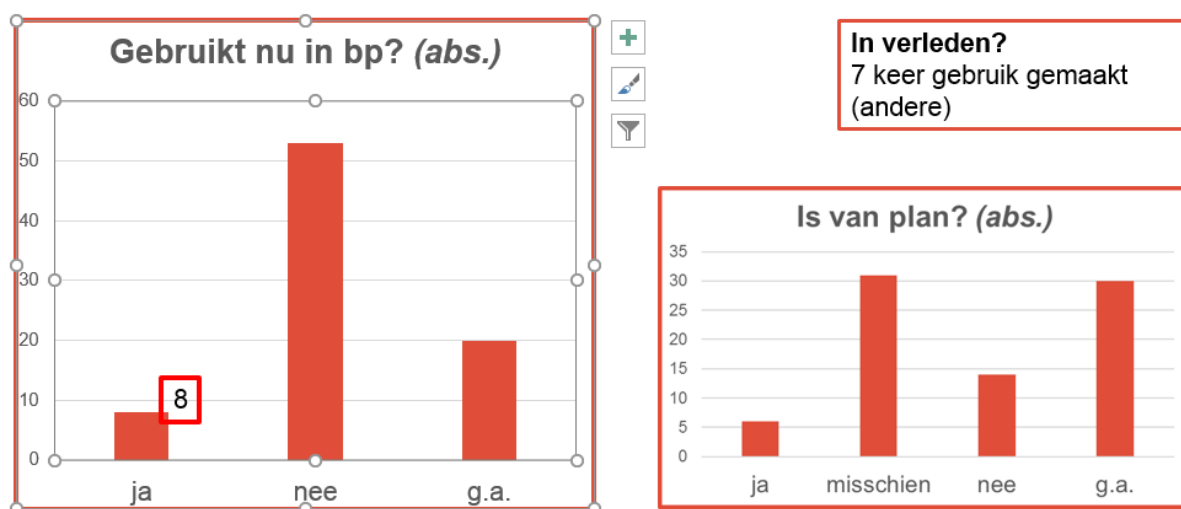 Gebruikt nu in bp? (abs.)
60
50
40
30
20
10
0
8
ja nee g.a.
In verleden?
7 keer gebruik gemaakt
(andere)
Is van plan? (abs.)
35
30
25
20
15
10
5
0
ja misschien nee g.a.